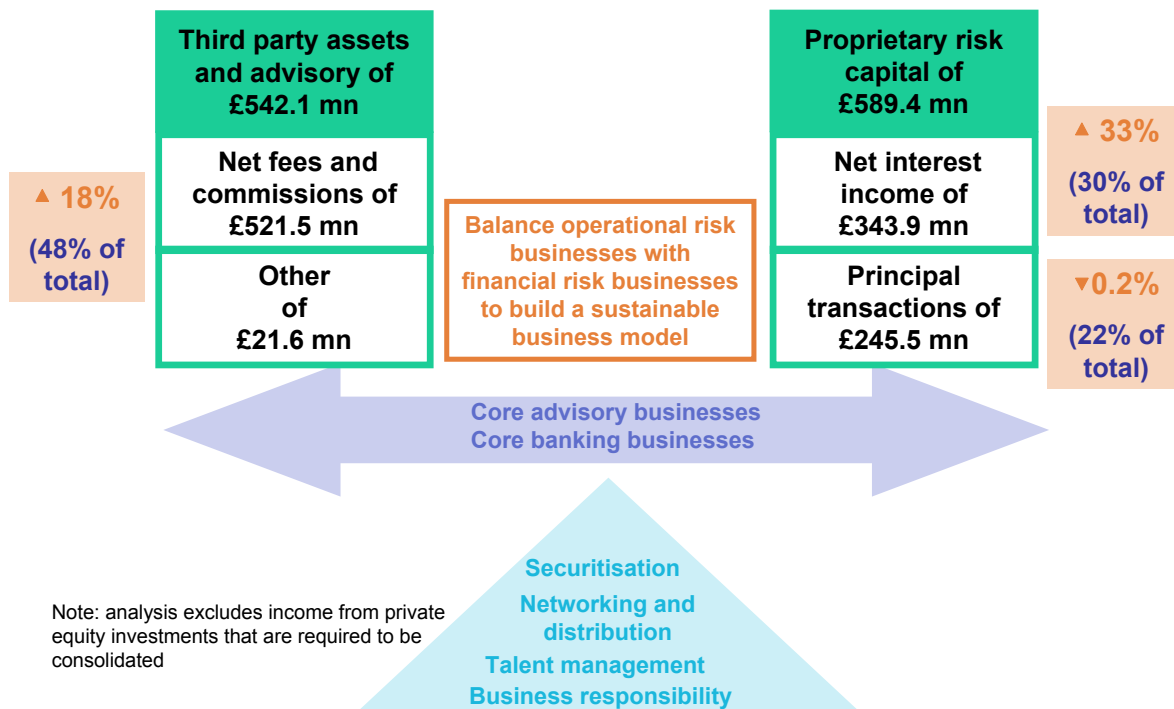 Third party assets
and advisory of
£542.1 mn
Net fees and
commissions of
£521.5 mn
Other
of
£21.6 mn
▲ 18%
(48% of
total)
Balance operational risk
businesses with
financial risk businesses
to build a sustainable
business model
Proprietary risk
capital of
£589.4 mn
Net interest
income of
£343.9 mn
Principal
transactions of
£245.5 mn
▲ 33%
(30% of
total)
▼0.2%
(22% of
total)
Core advisory businesses
Core banking businesses
Securitisation
Networking and
distribution
Talent management
Business responsibility
Note: analysis excludes income from private
equity investments that are required to be
consolidated